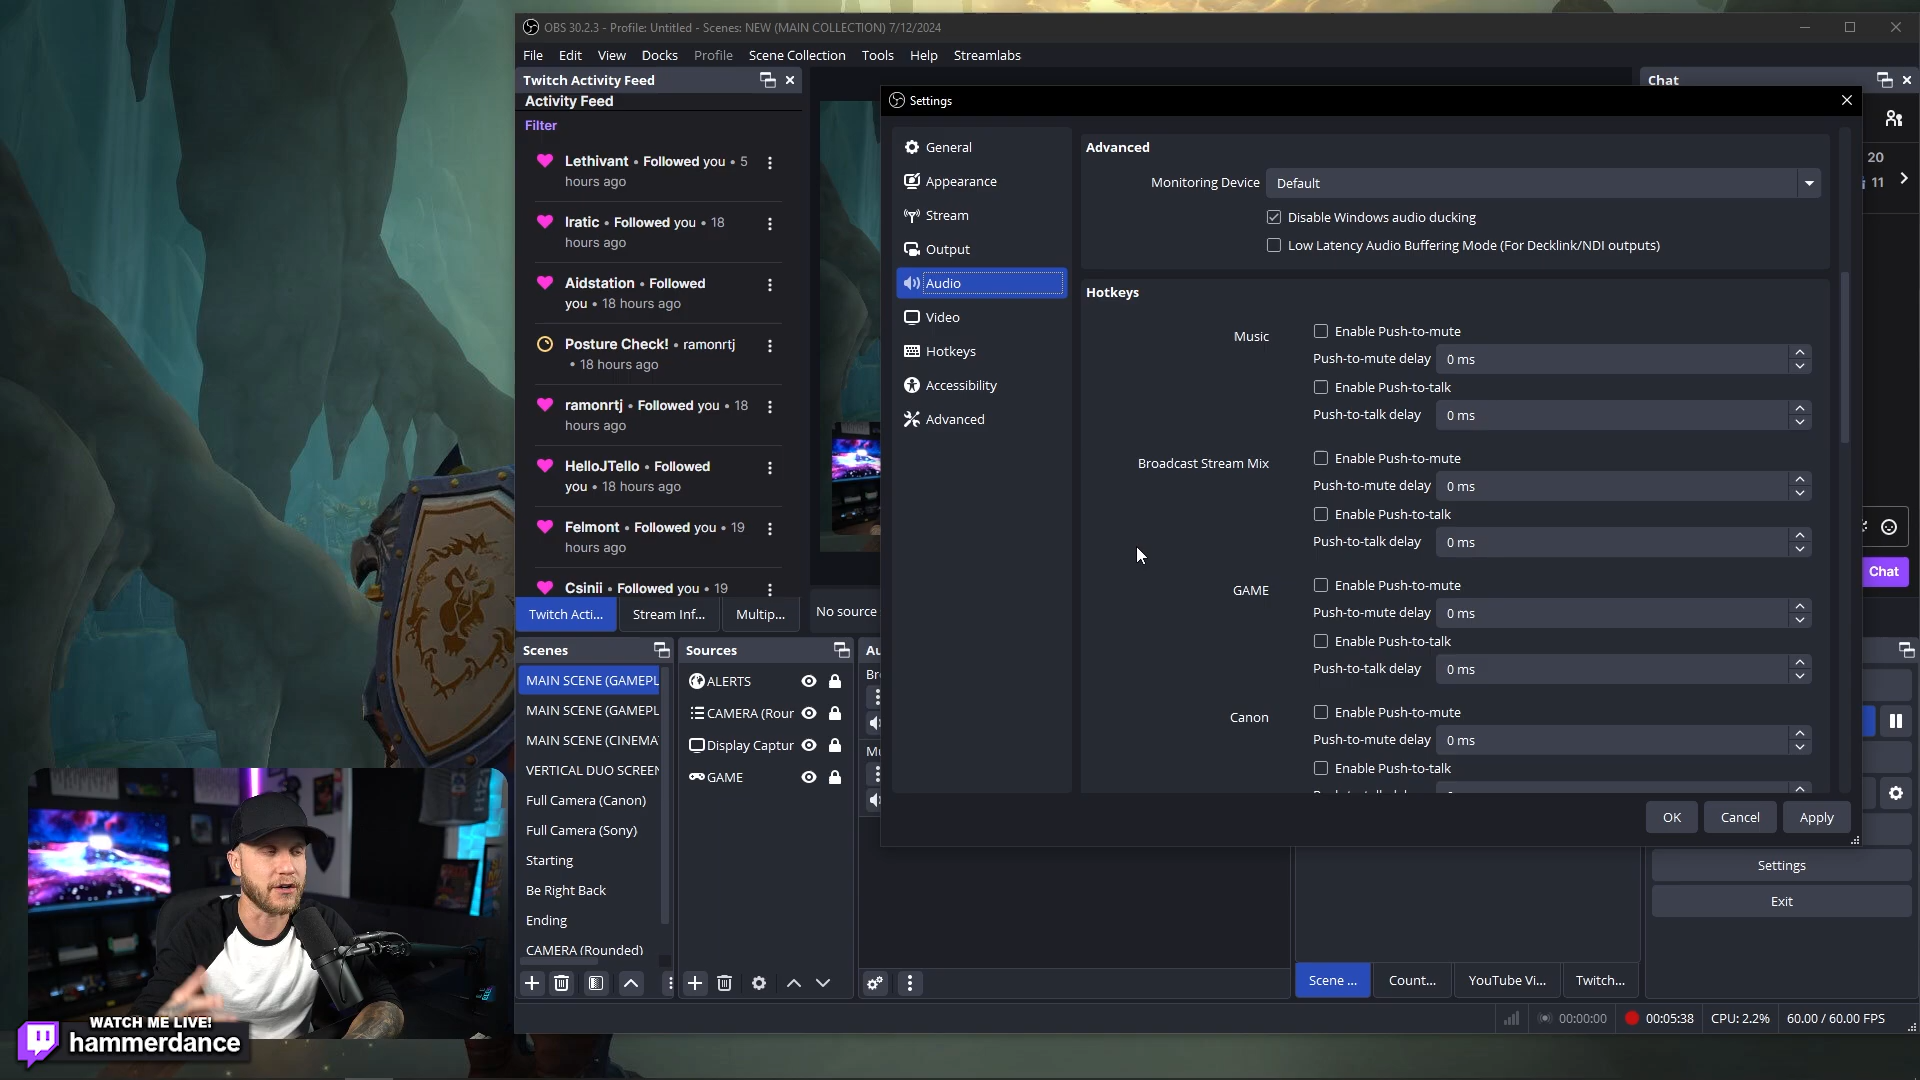 OBS 30.2.3 - Profile: Untitled - Scenes: NEW (MAIN COLLECTION) 7/12/2024
File Edit View Docks Profile Scene Collection Tools Help Streamlabs
Twitch Activity Feed
Activity Feed
Filter
Lethivant • Followed you • 5
hours ago
Iratic • Followed you • 18
hours ago
Aidstation • Followed
you • 18 hours ago
Posture Check! • ramonrtj
• 18 hours ago
ramonrtj • Followed you • 18
hours ago
HelloJTello • Followed
you • 18 hours ago
Felmont • Followed you • 19
hours ago
Csinii • Followed you • 19
Twitch Acti... Stream Inf... Multip...
No source
Settings
General
Appearance
Stream
Output
Audio
Video
Hotkeys
Accessibility
Advanced
Advanced
Monitoring Device Default
Disable Windows audio ducking
Low Latency Audio Buffering Mode (For Decklink/NDI outputs)
Hotkeys
Music
Enable Push-to-mute
Push-to-mute delay 0 ms
Enable Push-to-talk
Push-to-talk delay 0 ms
Broadcast Stream Mix
Enable Push-to-mute
Push-to-mute delay 0 ms
Enable Push-to-talk
Push-to-talk delay 0 ms
GAME
Enable Push-to-mute
Push-to-mute delay 0 ms
Enable Push-to-talk
Push-to-talk delay 0 ms
Canon
Enable Push-to-mute
Push-to-mute delay 0 ms
Enable Push-to-talk
OK Cancel Apply
Chat
20
11
Chat
Scenes
MAIN SCENE (GAMEPL
MAIN SCENE (GAMEPL
MAIN SCENE (CINEMA
VERTICAL DUO SCREEN
Full Camera (Canon)
Full Camera (Sony)
Starting
Be Right Back
Ending
CAMERA (Rounded)
Sources
ALERTS
CAMERA (Rour
Display Captur
GAME
Au
Br
Mu
Settings
Exit
Scene ... Count... YouTube Vi... Twitch...
00:00:00 00:05:38 CPU: 2.2% 60.00 / 60.00 FPS
WATCH ME LIVE!
hammerdance